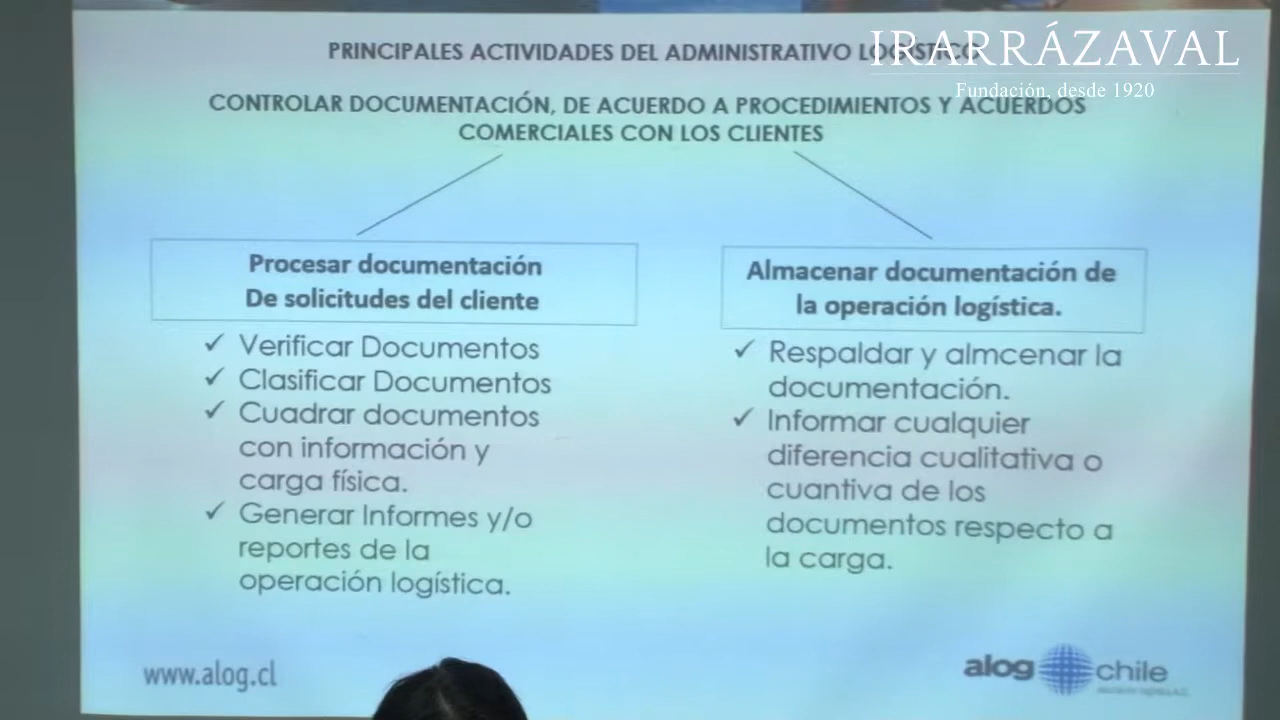 PRINCIPALES ACTIVIDADES DEL ADMINISTRATIVO LOGÍSTICO
IRARRÁZAVAL
Fundación, desde 1920
CONTROLAR DOCUMENTACIÓN, DE ACUERDO A PROCEDIMIENTOS Y ACUERDOS
COMERCIALES CON LOS CLIENTES
Procesar documentación
De solicitudes del cliente
✓ Verificar Documentos
✓ Clasificar Documentos
✓ Cuadrar documentos
con información y
carga física.
✓ Generar Informes y/o
reportes de la
operación logística.
Almacenar documentación de
la operación logística.
✓ Respaldar y almcenar la
documentación.
✓ Informar cualquier
diferencia cualitativa o
cuantiva de los
documentos respecto a
la carga.
www.alog.cl
alog chile